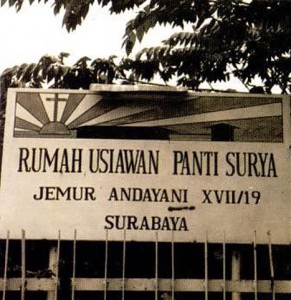 RUMAH USIAWAN PANTI SURYA
JEMUR ANDAYANI XVII/19
SURABAYA